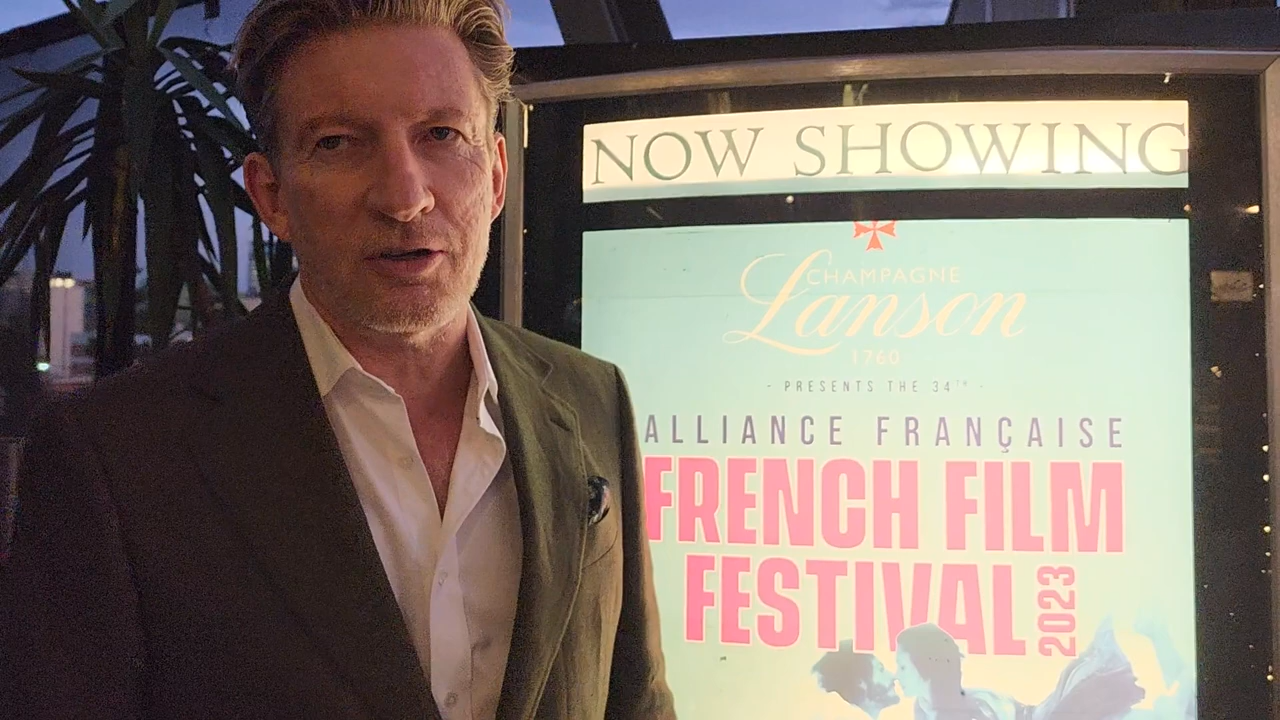 NOW SHOWING
CHAMPAGNE
Lanson
1760
- PRESENTS THE 34TH -
ALLIANCE FRANÇAISE
FRENCH FILM
FESTIVAL 2023